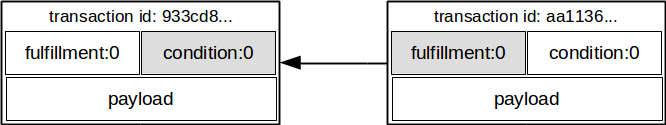 transaction id: 933cd8...
fulfillment:0 condition:0
payload
transaction id: aa1136...
fulfillment:0 condition:0
payload